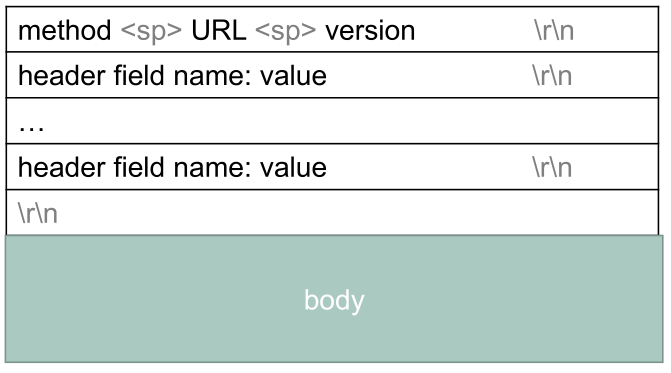 method <sp> URL <sp> version \r\n
header field name: value \r\n
...
header field name: value \r\n
\r\n
body